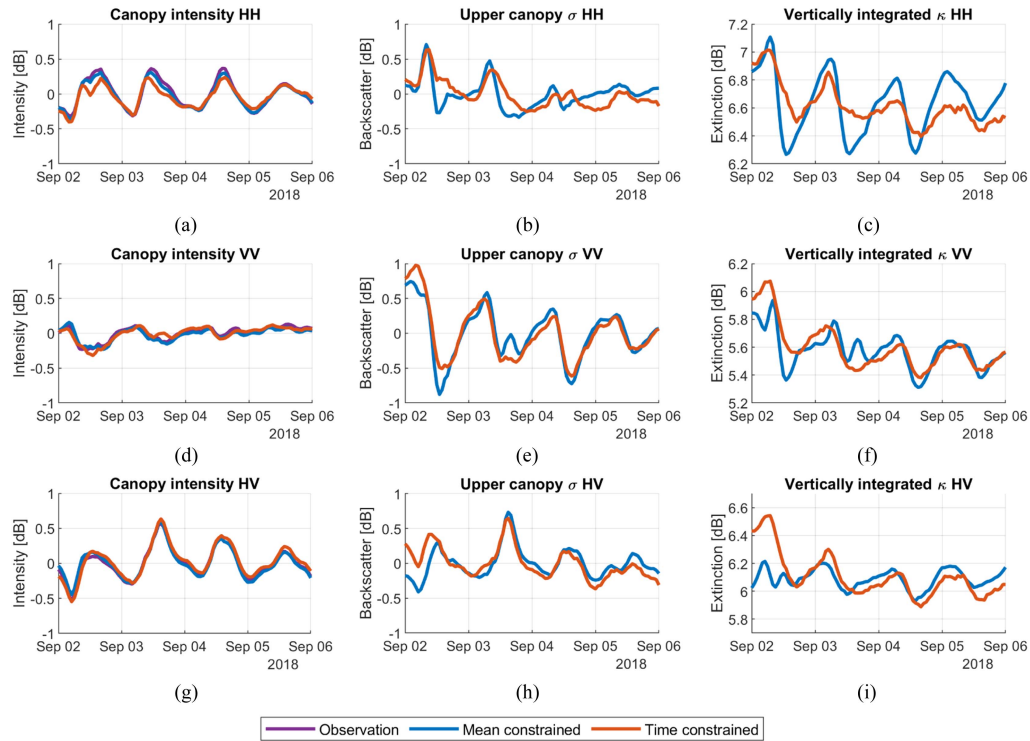 Canopy intensity HH
Upper canopy σ HH
Vertically integrated κ HH
Intensity [dB]
1
0.5
0
-0.5
-1
Sep 02 Sep 03 Sep 04 Sep 05 Sep 06
2018
Backscatter [dB]
1
0.5
0
-0.5
-1
Sep 02 Sep 03 Sep 04 Sep 05 Sep 06
2018
Extinction [dB]
7.2
7
6.8
6.6
6.4
6.2
Sep 02 Sep 03 Sep 04 Sep 05 Sep 06
2018
(a)
(b)
(c)
Canopy intensity VV
Upper canopy σ VV
Vertically integrated κ VV
Intensity [dB]
1
0.5
0
-0.5
-1
Sep 02 Sep 03 Sep 04 Sep 05 Sep 06
2018
Backscatter [dB]
1
0.5
0
-0.5
-1
Sep 02 Sep 03 Sep 04 Sep 05 Sep 06
2018
Extinction [dB]
6.2
6
5.8
5.6
5.4
5.2
Sep 02 Sep 03 Sep 04 Sep 05 Sep 06
2018
(d)
(e)
(f)
Canopy intensity HV
Upper canopy σ HV
Vertically integrated κ HV
Intensity [dB]
1
0.5
0
-0.5
-1
Sep 02 Sep 03 Sep 04 Sep 05 Sep 06
2018
Backscatter [dB]
1
0.5
0
-0.5
-1
Sep 02 Sep 03 Sep 04 Sep 05 Sep 06
2018
Extinction [dB]
6.6
6.4
6.2
6
5.8
Sep 02 Sep 03 Sep 04 Sep 05 Sep 06
2018
(g)
(h)
(i)
Observation Mean constrained Time constrained